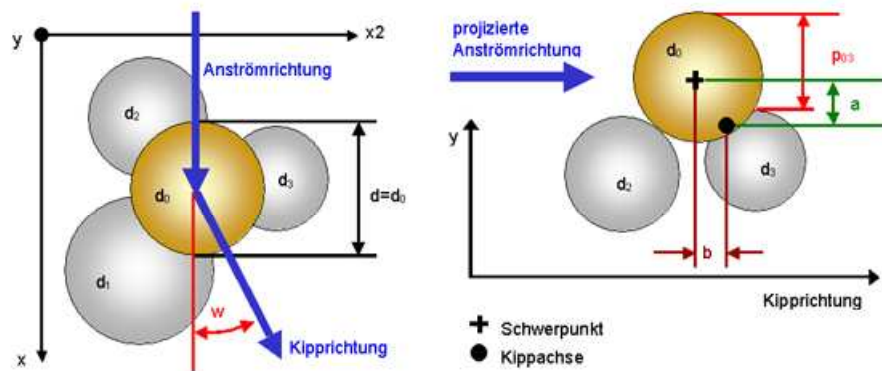 y
x2
Anströmrichtung
d₂
d₃
d₀
d=d₀
d₁
w
Kipprichtung
x
projizierte
Anströmrichtung
d₀
p₀₃
a
y
d₂
d₃
b
Kipprichtung
Schwerpunkt
Kippachse